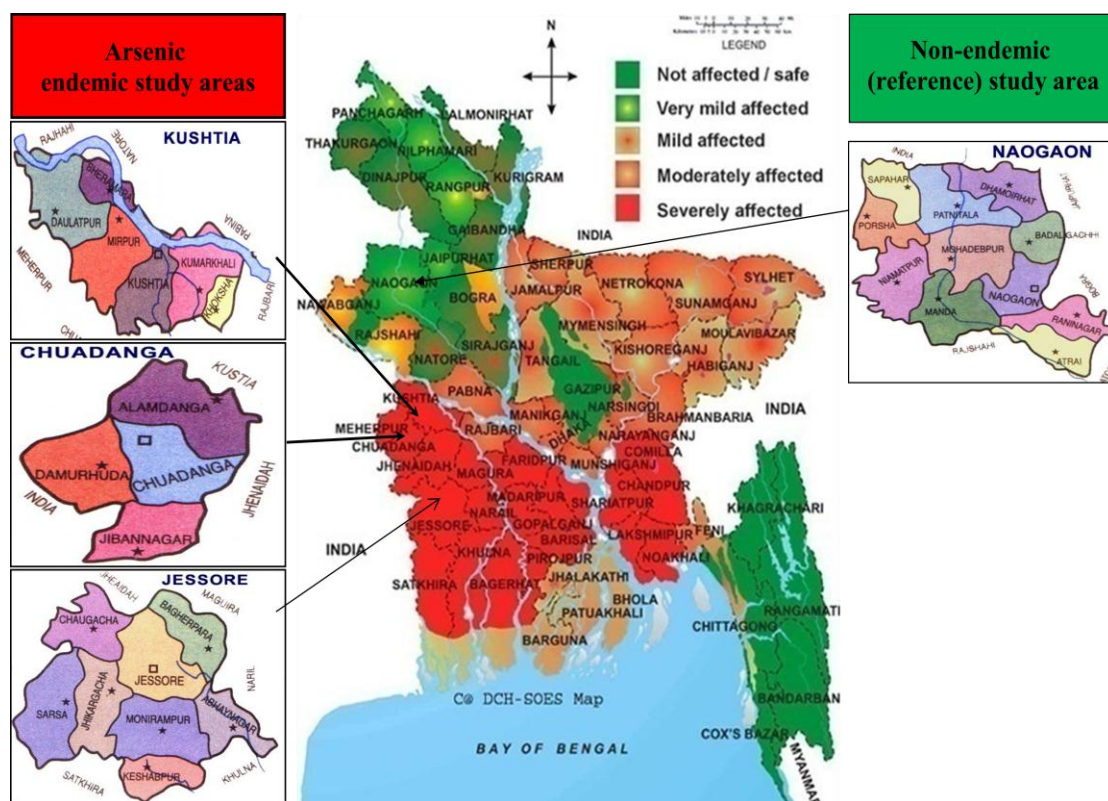 Arsenic
endemic study areas
KUSHTIA
RAJHAHI
NATORE
DAULATPUR
MIRPUR
PABINA
MEHERPUR
KUSHTIA
KUMARKHALI
KHOKSHA
RAJBARI
CHUADANGA
KUSTIA
ALAMDANGA
DAMURHUDA
CHUADANGA
INDIA
JHENAIDAH
JIBANNAGAR
JESSORE
JHEAIDAH
MAGUIRA
CHAUGACHA
BAGHERPARA
NARIL
JESSORE
SARSA
JHIKARGACHA
MONIRAMPUR
ABHAYNAGAR
KESHABPUR
SATKHIRA
KHULNA
N
LEGEND
Not affected / safe
Very mild affected
Mild affected
Moderately affected
Severely affected
PANCHAGARH
LALMONIRHAT
THAKURGAON
NILPHAMARI
DINAJPUR
RANGPUR
KURIGRAM
GAIBANDHA
INDIA
JAIPURHAT
SHERPUR
NAOGAON
BOGRA
JAMALPUR
NETROKONA
SYLHET
NAWABGANJ
SUNAMGANJ
RAJSHAHI
MYMENSINGH
MOULAVIBAZAR
NATORE
SIRAJGANJ
TANGAIL
KISHOREGANJ
HABIGANJ
PABNA
GAZIPUR
KUSHTIA
NARSINGDI
MANIKGANJ
BRAHMANBARIA
INDIA
MEHERPUR
RAJBARI
DHAKA
NARAYANGANJ
CHUADANGA
COMILLA
JHENAIDAH
FARIDPUR
MUNSHIGANJ
MAGURA
CHANDPUR
MADARIPUR
SHARIATPUR
KHAGRACHARI
NARAIL
JESSORE
GOPALGANJ
LAKSHMIPUR
FENI
INDIA
BARISAL
KHULNA
NOAKHALI
PIROJPUR
SATKHIRA
BAGERHAT
JHALAKATHI
BHOLA
RANGAMATI
PATUAKHALI
CHITTAGONG
BARGUNA
C@ DCH-SOES Map
BANDARBAN
COX'S BAZAR
BAY OF BENGAL
MYANMAR
Non-endemic
(reference) study area
NAOGAON
INDIA
SAPAHAR
DHAMOIRHAT
PATNITALA
PORSHA
BADALGACHHI
MOHADEBPUR
NIAMATPUR
BOGRA
NAOGAON
MANDA
RANINAGAR
RAJSHAHI
ATRAI